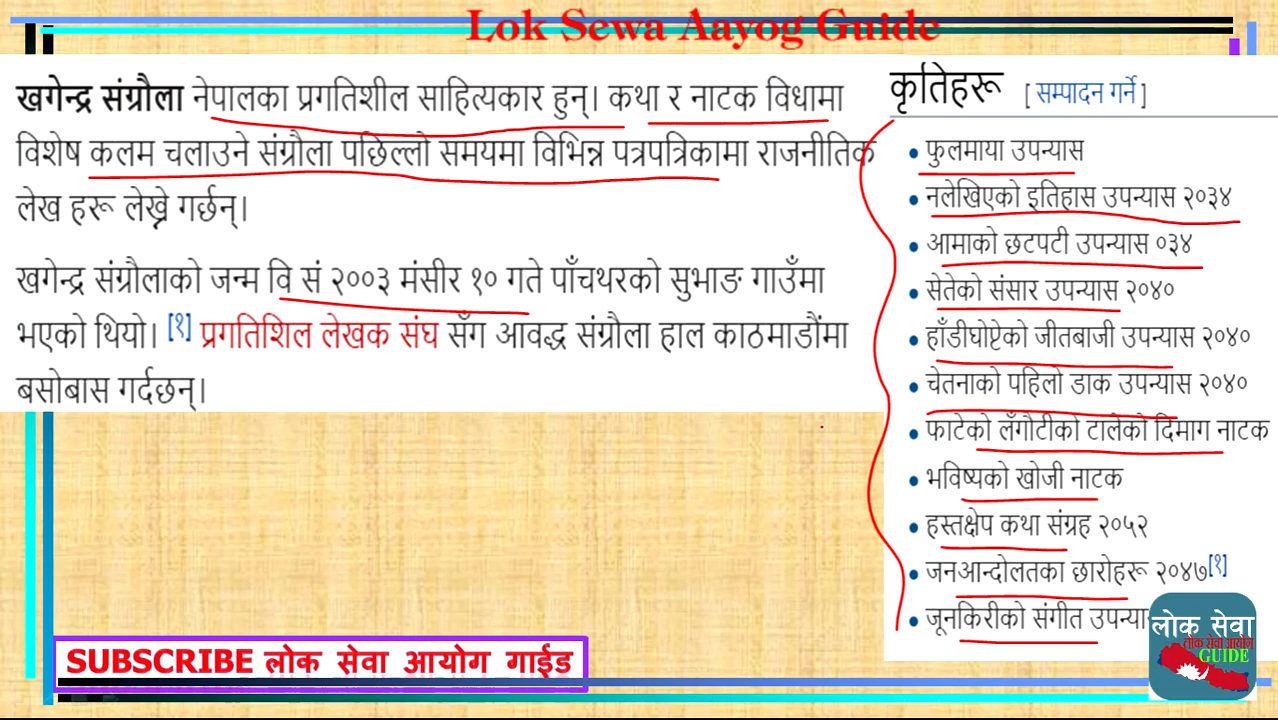 Lok Sewa Aayog Guide
खगेन्द्र संग्रौला नेपालका प्रगतिशील साहित्यकार हुन्। कथा र नाटक विधामा
विशेष कलम चलाउने संग्रौला पछिल्लो समयमा विभिन्न पत्रपत्रिकामा राजनीतिक
लेख हरू लेख्ने गर्छन्।
खगेन्द्र संग्रौलाको जन्म वि सं २००३ मंसीर १० गते पाँचथरको सुभाङ गाउँमा
भएको थियो। [१] प्रगतिशिल लेखक संघ सँग आवद्ध संग्रौला हाल काठमाडौंमा
बसोबास गर्दछन्।
कृतिहरू [ सम्पादन गर्ने ]
• फुलमाया उपन्यास
• नलेखिएको इतिहास उपन्यास २०३४
• आमाको छटपटी उपन्यास ०३४
• सेतेको संसार उपन्यास २०४०
• हाँडीघोप्टेको जीतबाजी उपन्यास २०४०
• चेतनाको पहिलो डाक उपन्यास २०४०
• फाटेको लँगौटीको टालेको दिमाग नाटक
• भविष्यको खोजी नाटक
• हस्तक्षेप कथा संग्रह २०५२
• जनआन्दोलतका छारोहरू २०४७[१]
• जूनकिरीको संगीत उपन्या
लोक सेवा
लोक सेवा आयोग
GUIDE
SUBSCRIBE लोक सेवा आयोग गाईड